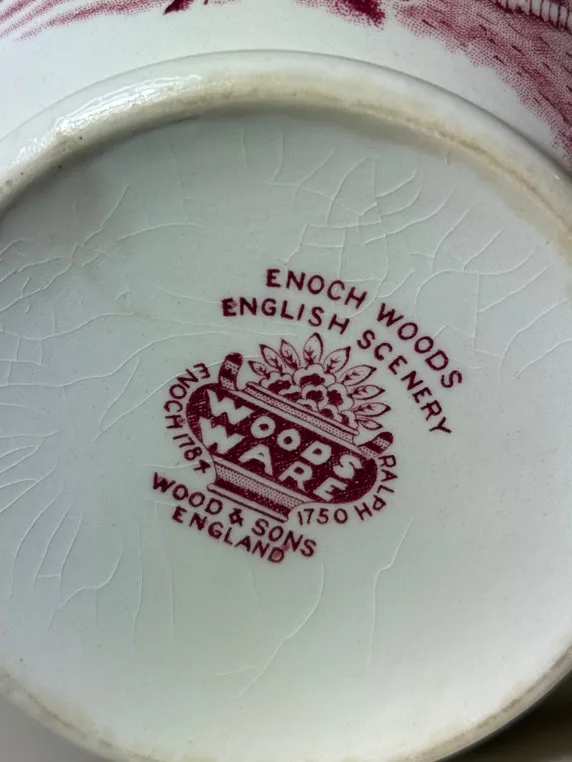 ENOCH WOODS
ENGLISH SCENERY
WOODS
WARE
ENOCH 1784
RALPH 1750
WOOD & SONS
ENGLAND